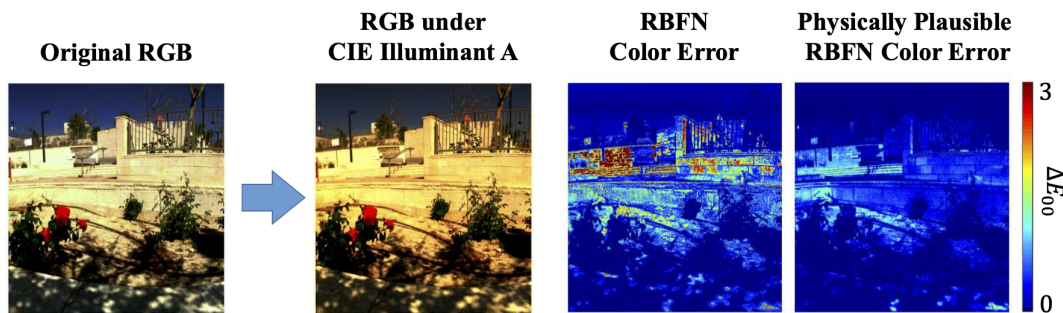 Original RGB
RGB under
CIE Illuminant A
RBFN
Color Error
Physically Plausible
RBFN Color Error
3
ΔE₀₀
0